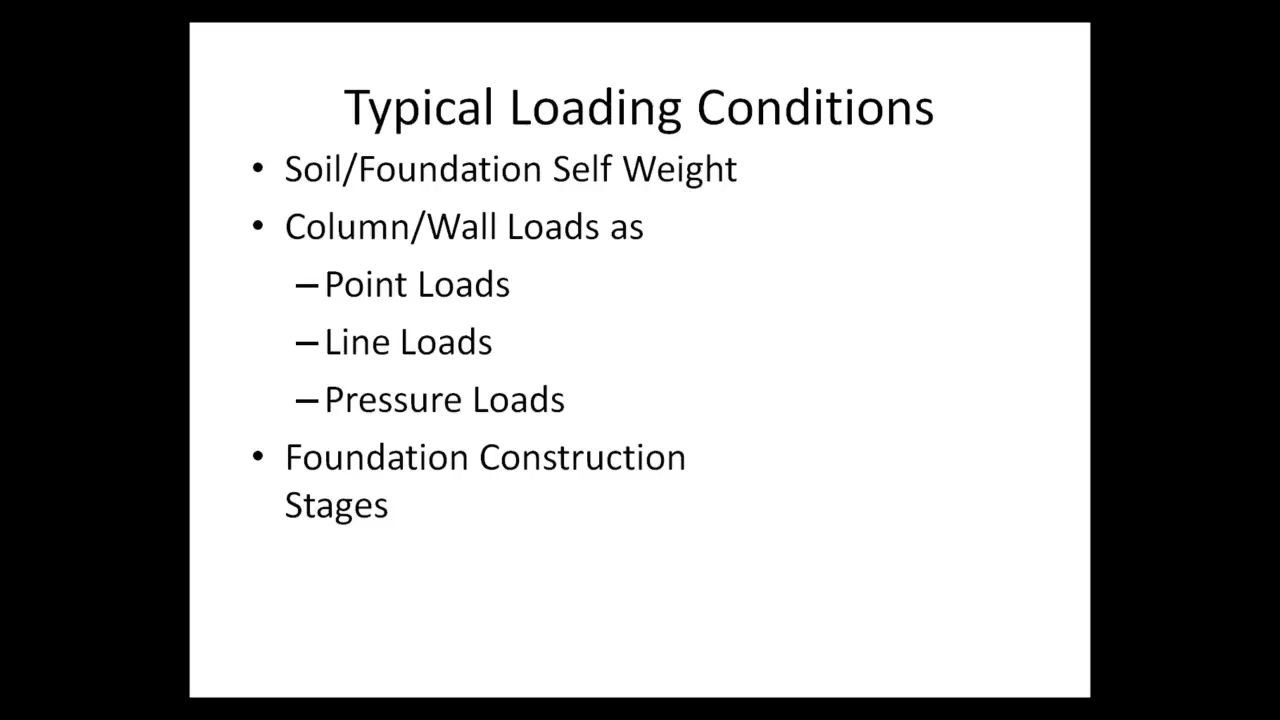 Typical Loading Conditions
• Soil/Foundation Self Weight
• Column/Wall Loads as
–Point Loads
–Line Loads
–Pressure Loads
• Foundation Construction
Stages